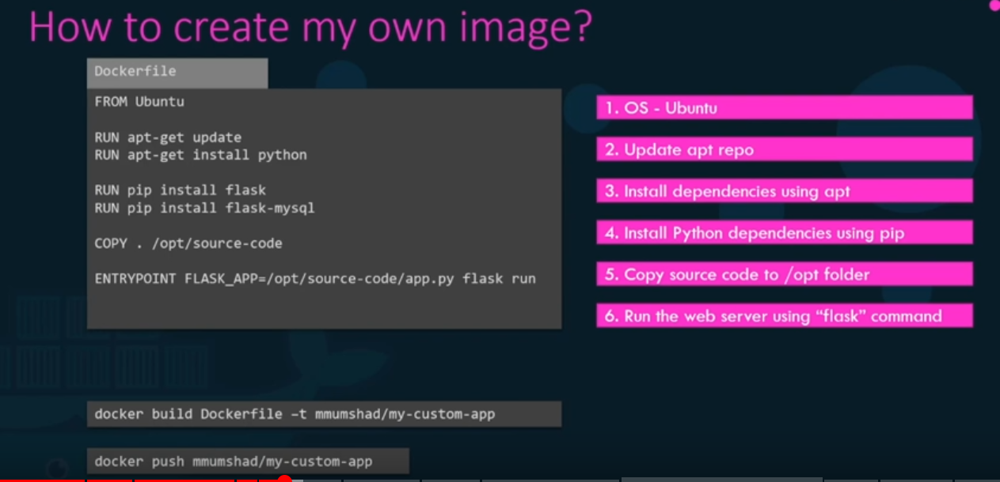 How to create my own image?
Dockerfile
FROM Ubuntu
RUN apt-get update
RUN apt-get install python
RUN pip install flask
RUN pip install flask-mysql
COPY . /opt/source-code
ENTRYPOINT FLASK_APP=/opt/source-code/app.py flask run
1. OS - Ubuntu
2. Update apt repo
3. Install dependencies using apt
4. Install Python dependencies using pip
5. Copy source code to /opt folder
6. Run the web server using “flask” command
docker build Dockerfile –t mmumshad/my-custom-app
docker push mmumshad/my-custom-app